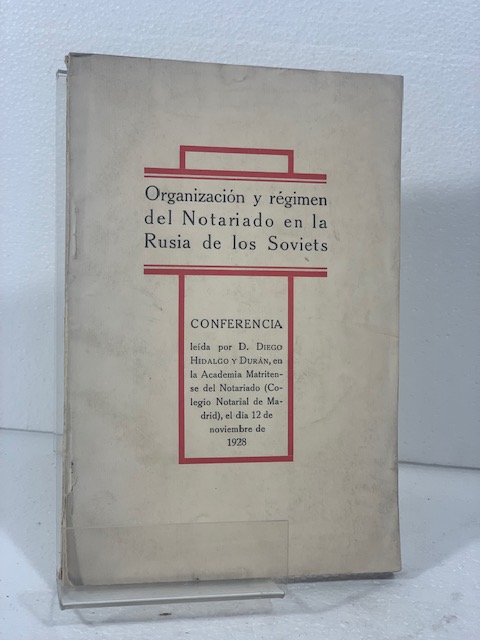 Organización y régimen
del Notariado en la
Rusia de los Soviets
CONFERENCIA
leída por D. DIEGO
HIDALGO Y DURÁN, en
la Academia Matriten-
se del Notariado (Co-
legio Notarial de Ma-
drid), el día 12 de
noviembre de
1928